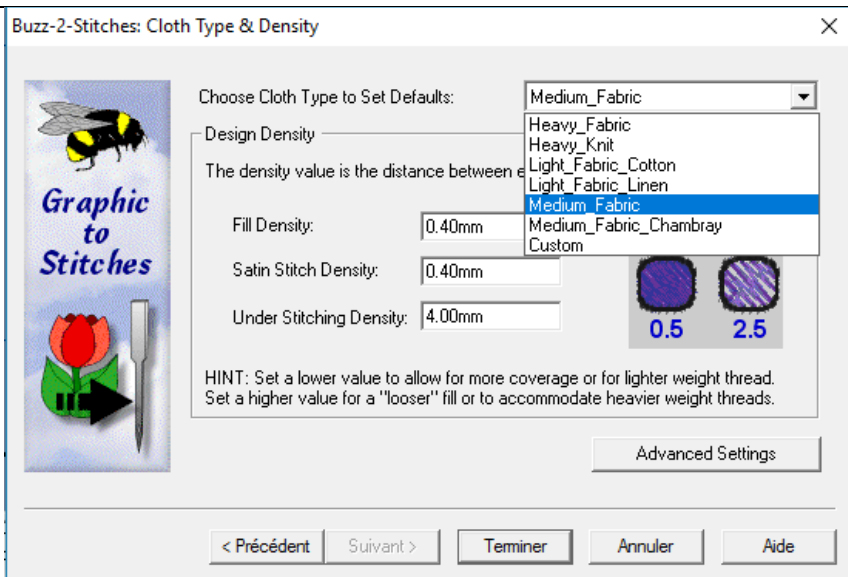 Buzz-2-Stitches: Cloth Type & Density
Graphic
to
Stitches
Choose Cloth Type to Set Defaults:
Medium_Fabric
Heavy_Fabric
Heavy_Knit
Light_Fabric_Cotton
Light_Fabric_Linen
Medium_Fabric
Medium_Fabric_Chambray
Custom
Design Density
The density value is the distance between
Fill Density:
0.40mm
Satin Stitch Density:
0.40mm
Under Stitching Density:
4.00mm
0.5
2.5
HINT: Set a lower value to allow for more coverage or for lighter weight thread.
Set a higher value for a "looser" fill or to accommodate heavier weight threads.
Advanced Settings
< Précédent
Suivant >
Terminer
Annuler
Aide